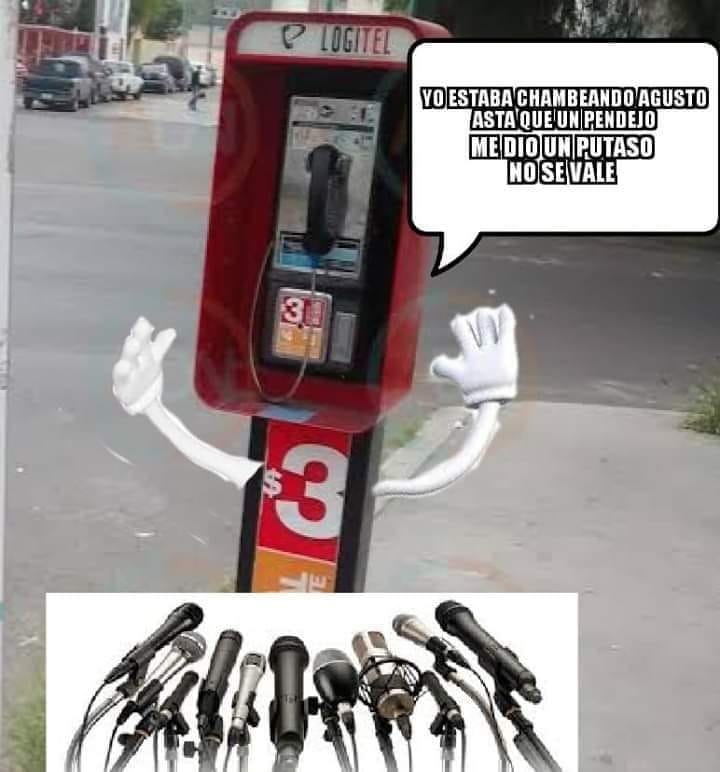 LOGITEL
YO ESTABA CHAMBEANDO AGUSTO
ASTA QUE UN PENDEJO
ME DIO UN PUTASO
NO SE VALE
3
$3